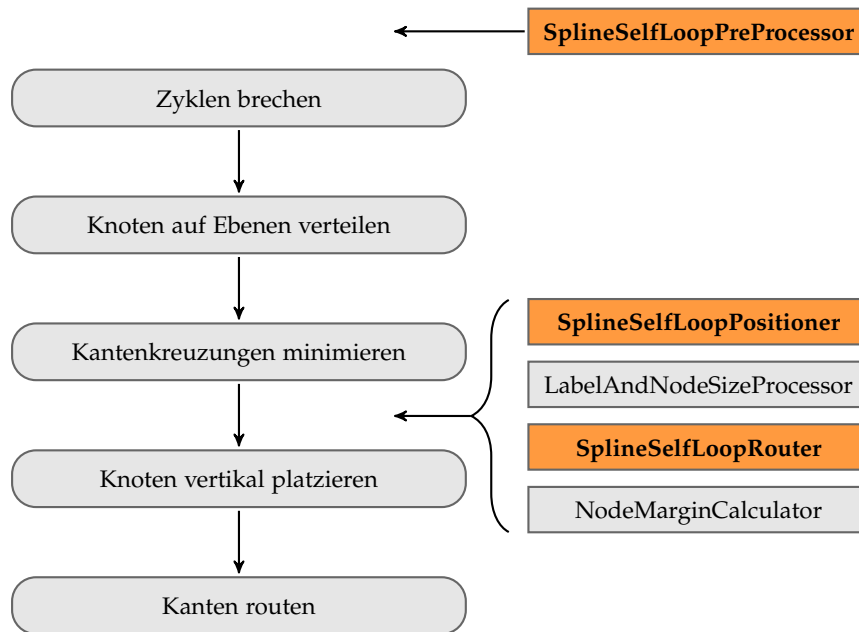 SplineSelfLoopPreProcessor
Zyklen brechen
Knoten auf Ebenen verteilen
Kantenkreuzungen minimieren
Knoten vertikal platzieren
Kanten routen
SplineSelfLoopPositioner
LabelAndNodeSizeProcessor
SplineSelfLoopRouter
NodeMarginCalculator